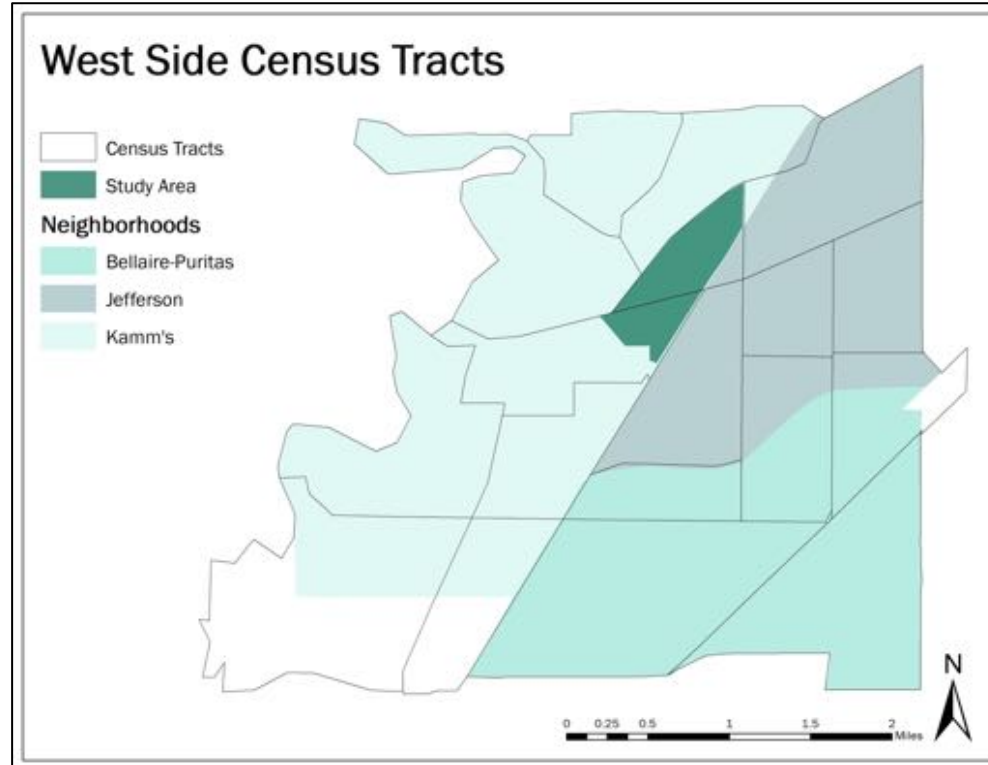 West Side Census Tracts
Census Tracts
Study Area
Neighborhoods
Bellaire-Puritas
Jefferson
Kamm's
N
0 0.25 0.5 1 1.5 2
Miles